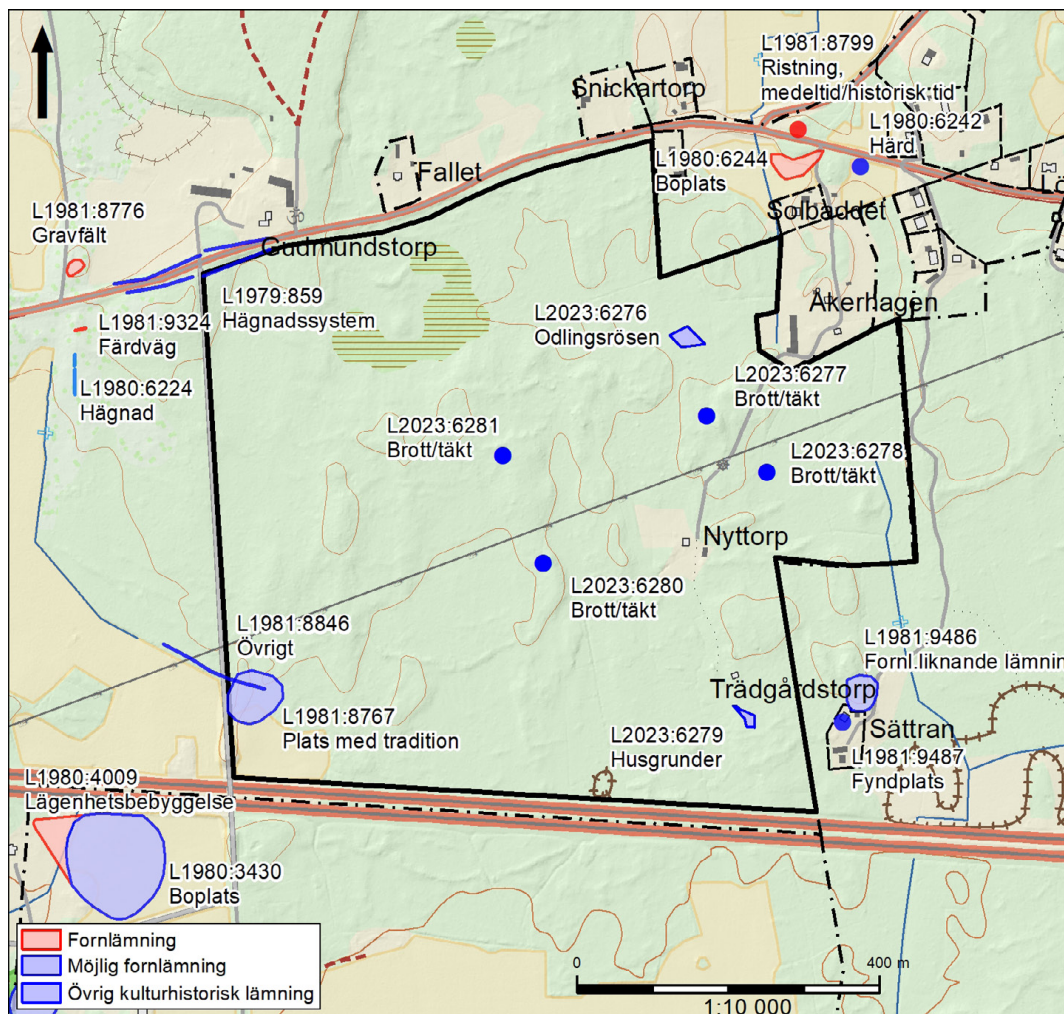 L1981:8799
Ristning,
medeltid/historisk tid
Snickartorp
L1980:6242
Härd
L1980:6244
Boplats
Fallet
Solbaddet
L1981:8776
Gravfält
Gudmundstorp
L1979:859
Hägnadssystem
Åkerhagen
L2023:6276
Odlingsrösen
L1981:9324
Färdväg
L1980:6224
Hägnad
L2023:6277
Brott/täkt
L2023:6281
Brott/täkt
L2023:6278
Brott/täkt
Nyttorp
L2023:6280
Brott/täkt
L1981:8846
Övrigt
L1981:9486
Fornl.liknande lämnin
L1981:8767
Plats med tradition
Trädgårdstorp
Sättran
L2023:6279
Husgrunder
L1981:9487
Fyndplats
L1980:4009
Lägenhetsbebyggelse
L1980:3430
Boplats
Fornlämning
Möjlig fornlämning
Övrig kulturhistorisk lämning
0 400 m
1:10 000